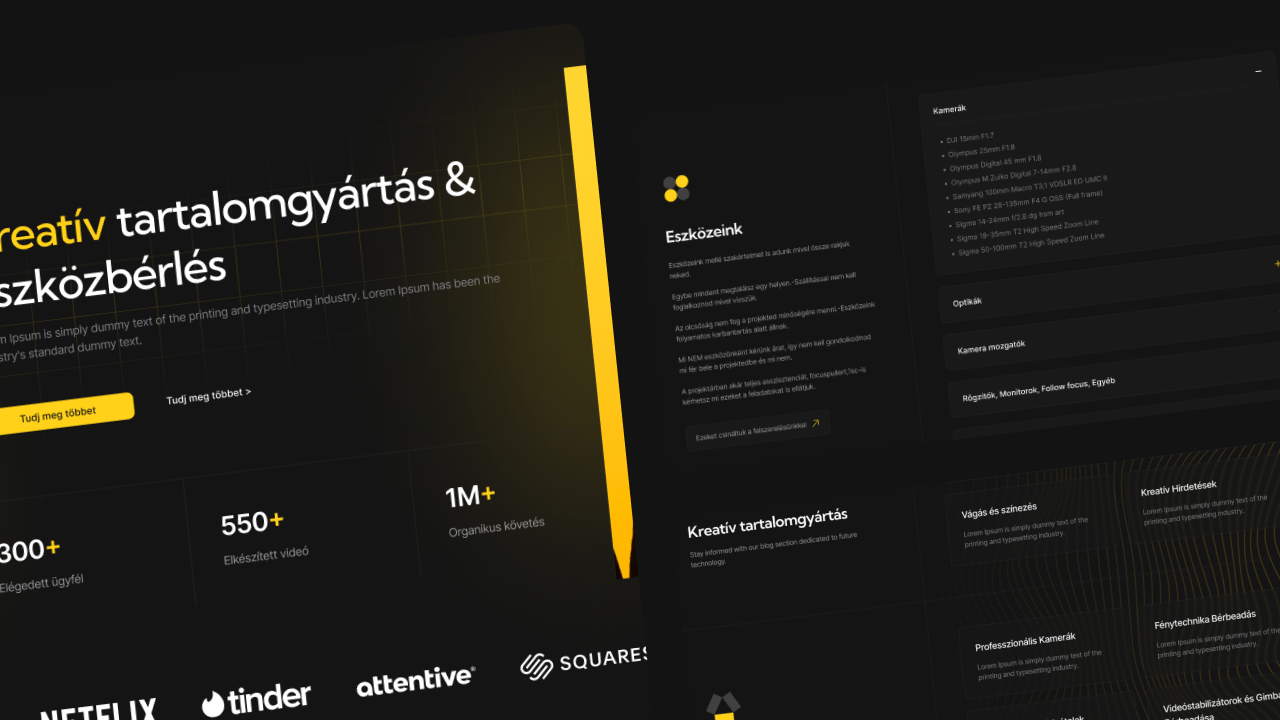 reatív tartalomgyártás &
szközbérlés
m Ipsum is simply dummy text of the printing and typesetting industry. Lorem Ipsum has been the
stry's standard dummy text.
Tudj meg többet
Tudj meg többet >
300+
Elégedett ügyfél
550+
Elkészített videó
1M+
Organikus követés
NETFLIX
tinder
attentive®
SQUARES
Eszközeink
Eszközeink mellé szakértelmet is adunk mivel össze rakjuk
neked.
Egybe mindent megtalálsz egy helyen.-Szállítással nem kell
foglalkoznod mivel visszük.
Az olcsóság nem fog a projekted minőségére menni -Eszközeink
folyamatos karbantartás alatt állnak.
Mi NEM eszközönként kérünk árat, így nem kell gondolkodnod
mi fér bele a projektedbe és mi nem.
A projektárban akár teljes asszisztenciát, focuspullert,1sc-is
kérhetsz mi ezeket a feladatokat is ellátjuk.
Ezeket csináltuk a felszerelésünkkel
Kamerák
• DJI 15mm F1.7
• Olympus 25mm F1.8
• Olympus Digital 45 mm F1.8
• Olympus M.Zuiko Digital 7-14mm F2.8
• Samyang 100mm Macro T3.1 VDSLR ED UMC II
• Sony FE PZ 28-135mm F4 G OSS (Full frame)
• Sigma 14-24mm f/2.8 dg hsm art
• Sigma 18-35mm T2 High Speed Zoom Line
• Sigma 50-100mm T2 High Speed Zoom Line
Optikák
Kamera mozgatók
Rögzítők, Monitorok, Follow focus, Egyéb
Kreatív tartalomgyártás
Stay informed with our blog section dedicated to future
technology.
Vágás és színezés
Lorem Ipsum is simply dummy text of the
printing and typesetting industry.
Kreatív Hirdetések
Lorem Ipsum is simply dummy text of the
printing and typesetting industry.
Professzionális Kamerák
Lorem Ipsum is simply dummy text of the
printing and typesetting industry.
Fénytechnika Bérbeadás
Lorem Ipsum is simply dummy text of the
printing and typesetting industry.
Videóstabilizátorok és Gimba